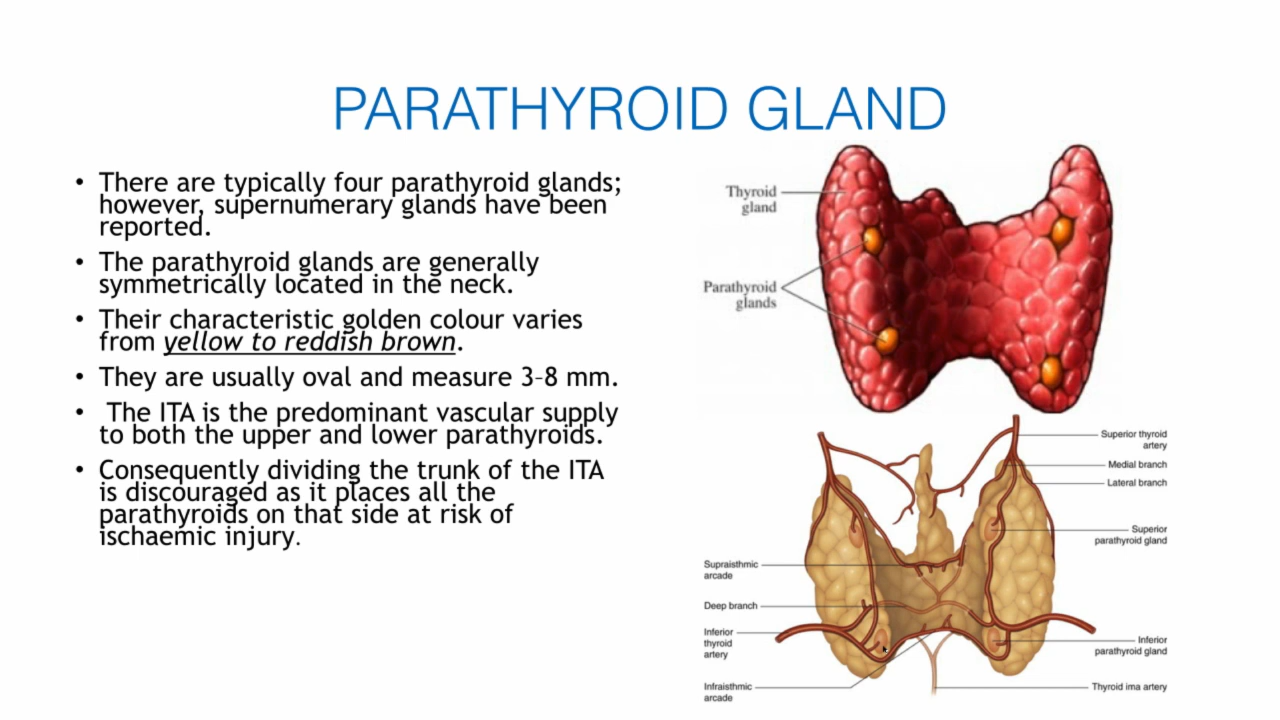 PARATHYROID GLAND
• There are typically four parathyroid glands;
however, supernumerary glands have been
reported.
• The parathyroid glands are generally
symmetrically located in the neck.
• Their characteristic golden colour varies
from yellow to reddish brown.
• They are usually oval and measure 3–8 mm.
• The ITA is the predominant vascular supply
to both the upper and lower parathyroids.
• Consequently dividing the trunk of the ITA
is discouraged as it places all the
parathyroids on that side at risk of
ischaemic injury.
Thyroid
gland
Parathyroid
glands
Superior thyroid
artery
Medial branch
Lateral branch
Superior
parathyroid gland
Supraisthmic
arcade
Deep branch
Inferior
thyroid
artery
Inferior
parathyroid gland
Infraisthmic
arcade
Thyroid ima artery